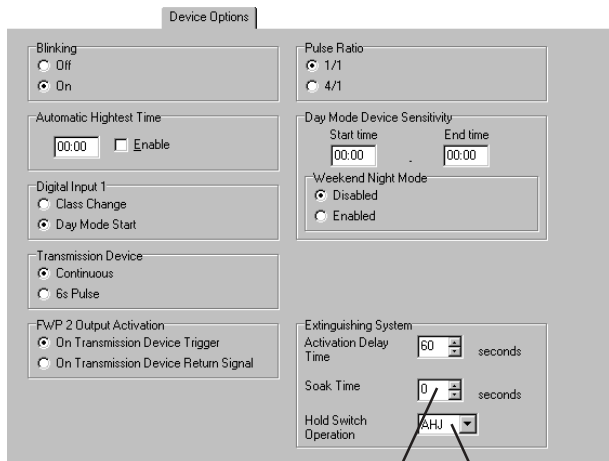 Device Options
Blinking
Off
On
Automatic Highest Time
00:00 Enable
Digital Input 1
Class Change
Day Mode Start
Transmission Device
Continuous
6s Pulse
FWP 2 Output Activation
On Transmission Device Trigger
On Transmission Device Return Signal
Pulse Ratio
1/1
4/1
Day Mode Device Sensitivity
Start time End time
00:00 - 00:00
Weekend Night Mode
Disabled
Enabled
Extinguishing System
Activation Delay
Time
60 seconds
Soak Time
0 seconds
Hold Switch
Operation
AHJ